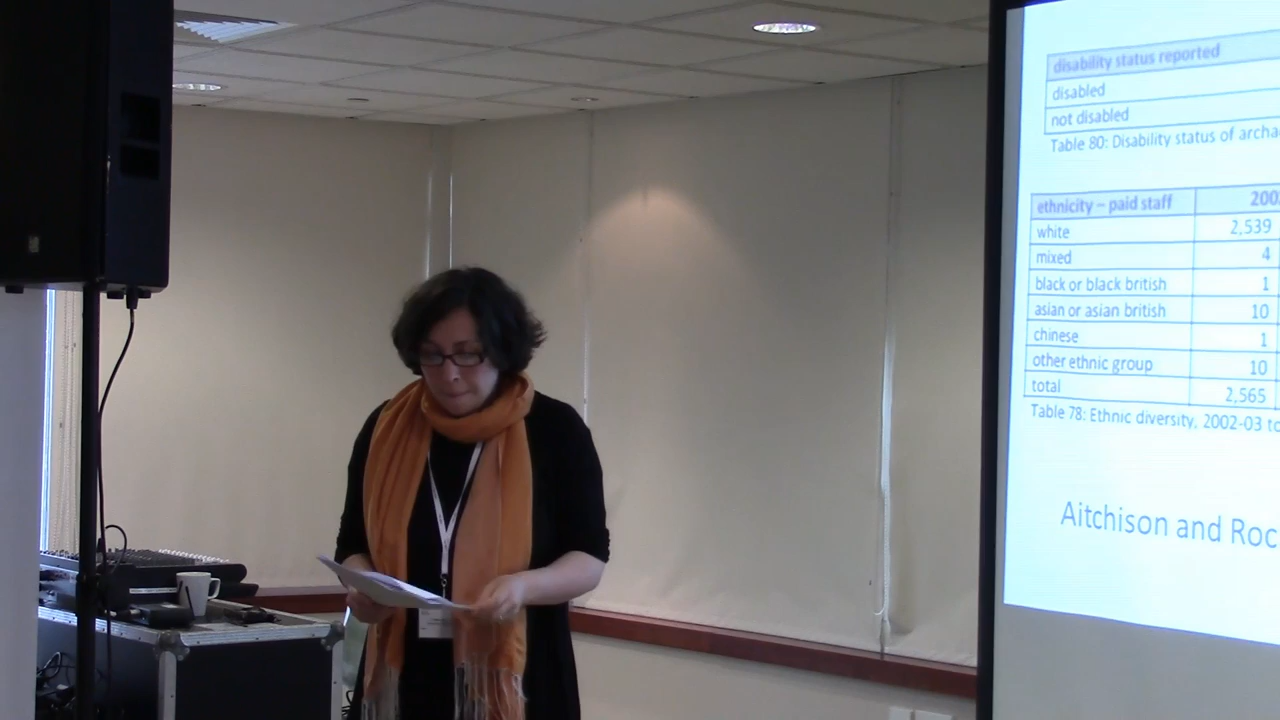 disability status reported
disabled
not disabled
Table 80: Disability status of archa
ethnicity – paid staff 200
white 2,539
mixed 4
black or black british 1
asian or asian british 10
chinese 1
other ethnic group 10
total 2,565
Table 78: Ethnic diversity, 2002-03 to
Aitchison and Roc